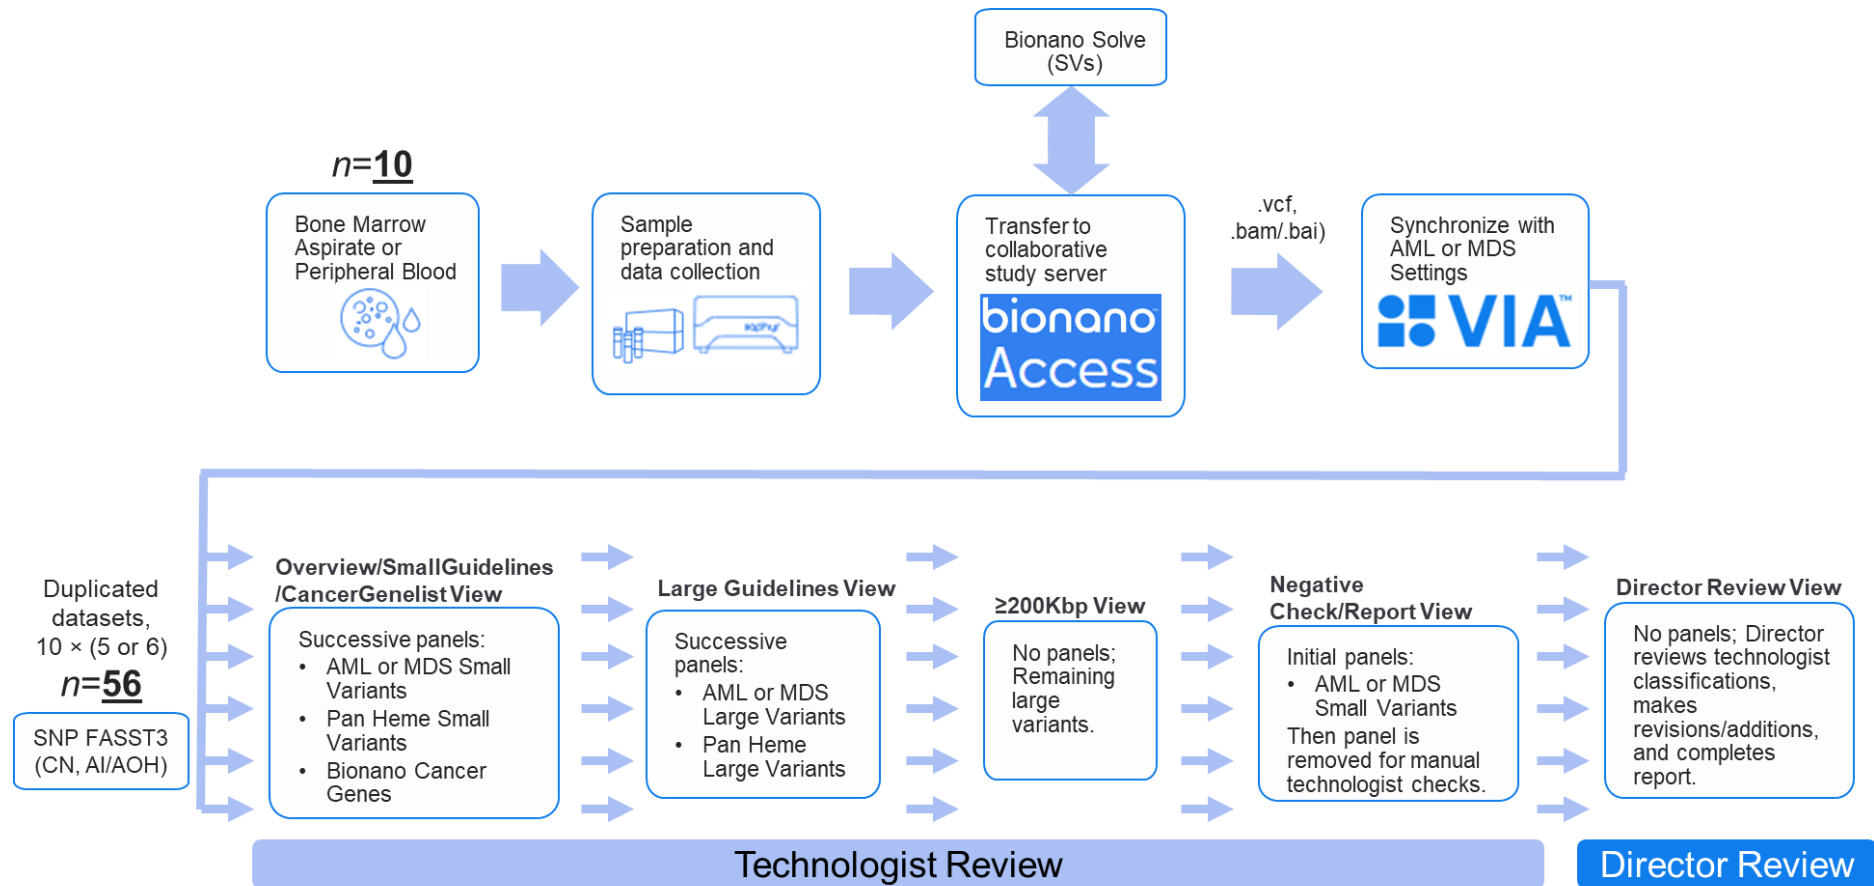 Bionano Solve
(SVs)
n=10
Bone Marrow
Aspirate or
Peripheral Blood
Sample
preparation and
data collection
saphyr
Transfer to
collaborative
study server
bionano™
Access
.vcf,
.bam/.bai)
Synchronize with
AML or MDS
Settings
VIA™
Duplicated
datasets,
10 × (5 or 6)
n=56
SNP FASST3
(CN, AI/AOH)
Overview/SmallGuidelines
/CancerGenelist View
Successive panels:
• AML or MDS Small
Variants
• Pan Heme Small
Variants
• Bionano Cancer
Genes
Large Guidelines View
Successive
panels:
• AML or MDS
Large Variants
• Pan Heme
Large Variants
≥200Kbp View
No panels;
Remaining
large
variants.
Negative
Check/Report View
Initial panels:
• AML or MDS
Small Variants
Then panel is
removed for manual
technologist checks.
Director Review View
No panels; Director
reviews technologist
classifications,
makes
revisions/additions,
and completes
report.
Technologist Review
Director Review